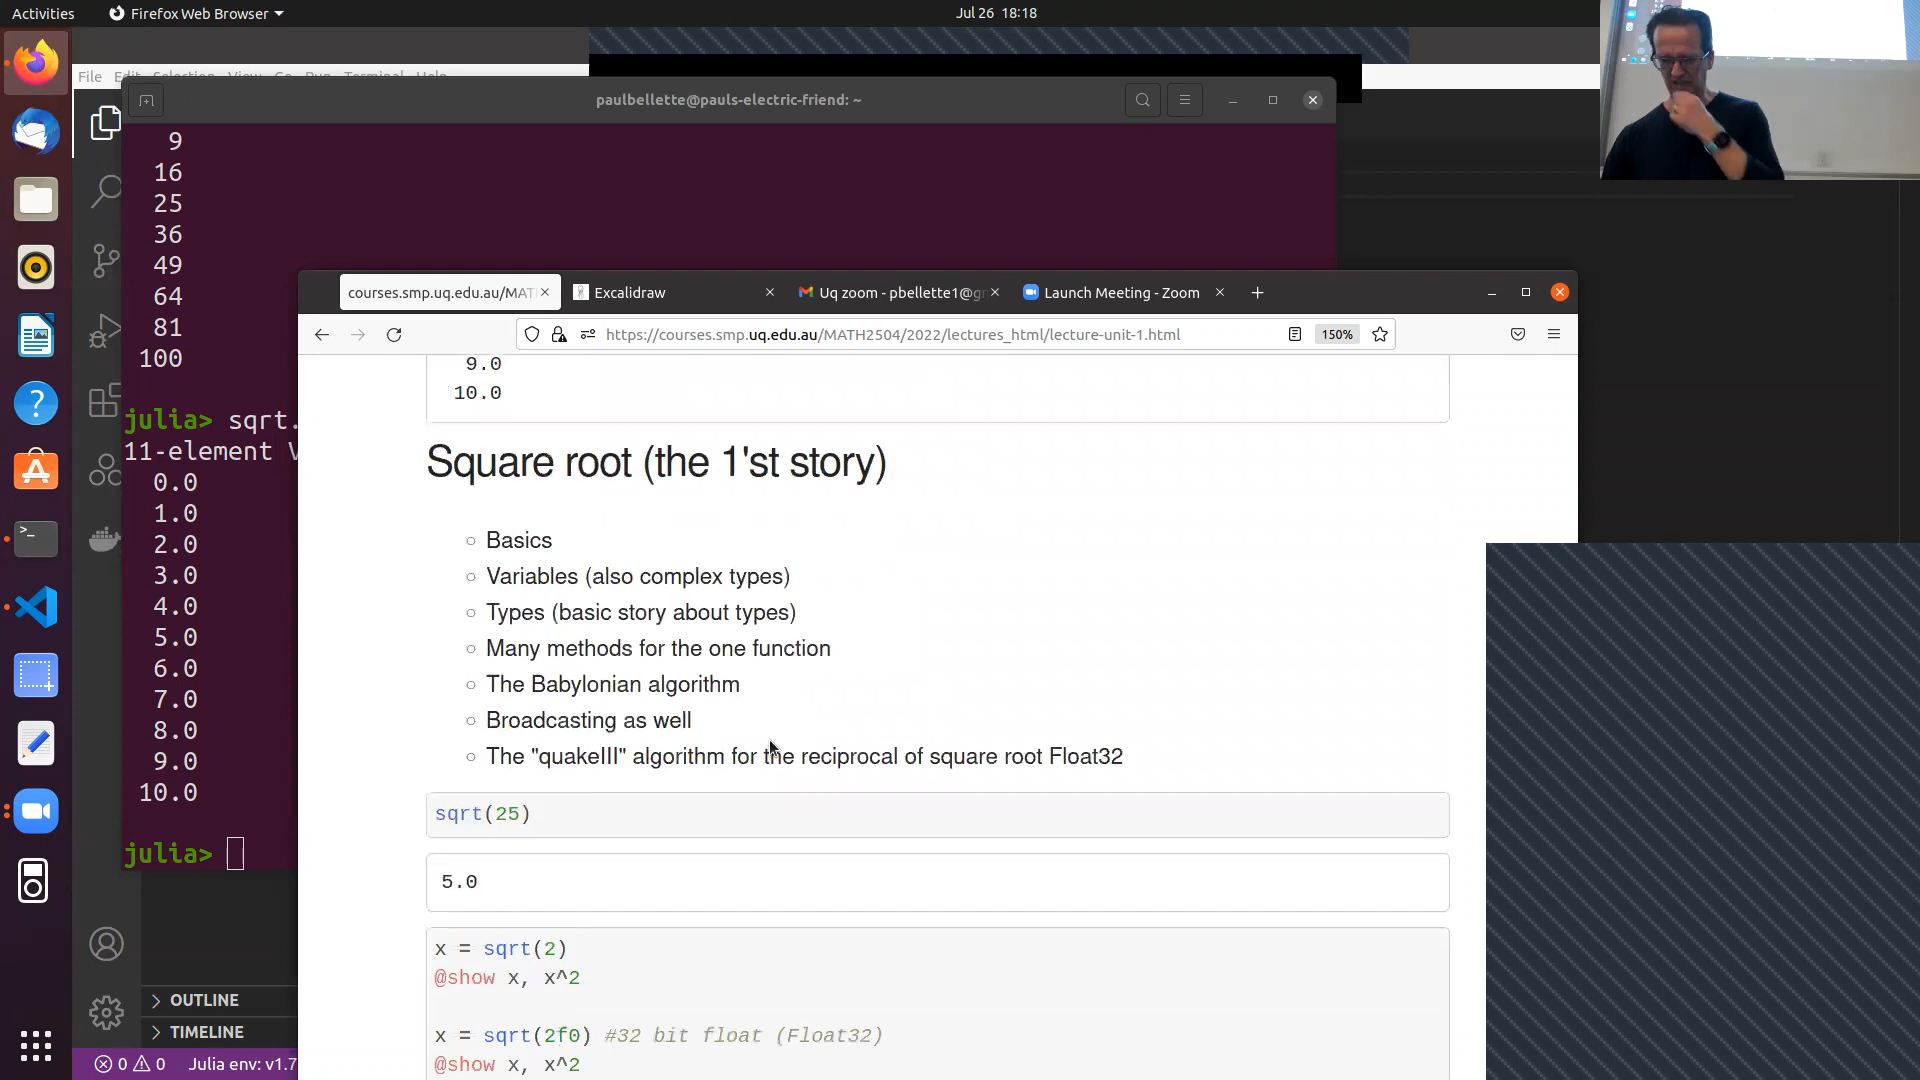 Activities
Firefox Web Browser
Jul 26 18:18
File Edit Selection View Go Run Terminal Help
paulbellette@pauls-electric-friend: ~
9
16
25
36
49
64
81
100
julia> sqrt.
11-element V
0.0
1.0
2.0
3.0
4.0
5.0
6.0
7.0
8.0
9.0
10.0
julia>
OUTLINE
TIMELINE
0 0 Julia env: v1.7
courses.smp.uq.edu.au/MAT
Excalidraw
Uq zoom - pbellette1@g
Launch Meeting - Zoom
https://courses.smp.uq.edu.au/MATH2504/2022/lectures_html/lecture-unit-1.html
150%
9.0
10.0
Square root (the 1'st story)
Basics
Variables (also complex types)
Types (basic story about types)
Many methods for the one function
The Babylonian algorithm
Broadcasting as well
The "quakeIII" algorithm for the reciprocal of square root Float32
sqrt(25)
5.0
x = sqrt(2)
@show x, x^2
x = sqrt(2f0) #32 bit float (Float32)
@show x, x^2